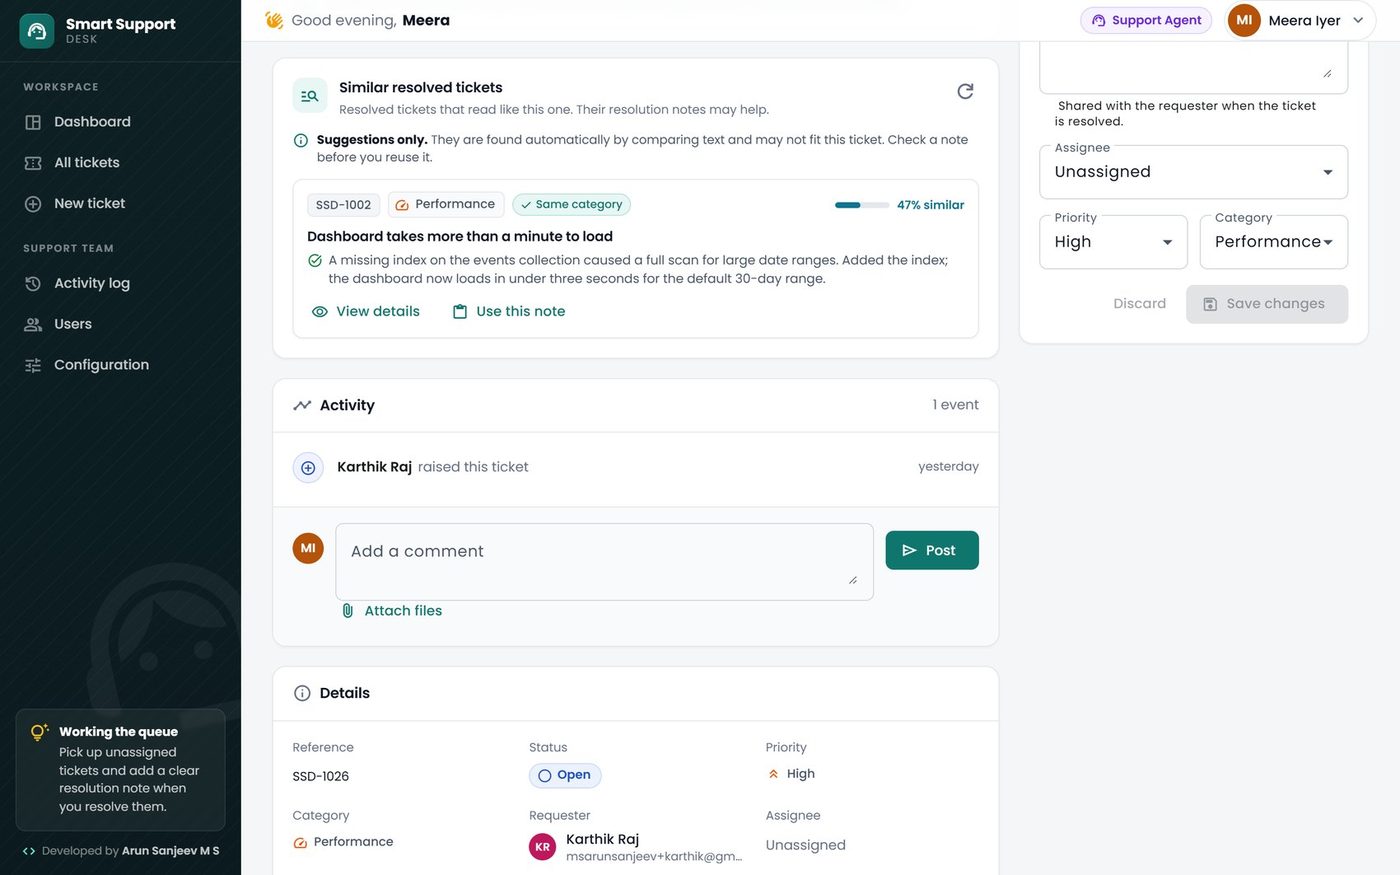 Smart Support
DESK
WORKSPACE
Dashboard
All tickets
New ticket
SUPPORT TEAM
Activity log
Users
Configuration
Working the queue
Pick up unassigned
tickets and add a clear
resolution note when
you resolve them.
Developed by Arun Sanjeev M S
Good evening, Meera
Support Agent
MI
Meera Iyer
Similar resolved tickets
Resolved tickets that read like this one. Their resolution notes may help.
Suggestions only. They are found automatically by comparing text and may not fit this ticket. Check a note
before you reuse it.
SSD-1002
Performance
Same category
47% similar
Dashboard takes more than a minute to load
A missing index on the events collection caused a full scan for large date ranges. Added the index;
the dashboard now loads in under three seconds for the default 30-day range.
View details
Use this note
Activity
1 event
Karthik Raj raised this ticket
yesterday
MI
Add a comment
Post
Attach files
Details
Reference
Status
Priority
SSD-1026
Open
High
Category
Requester
Assignee
Performance
KR
Karthik Raj
msarunsanjeev+karthik@gm...
Unassigned
Shared with the requester when the ticket
is resolved.
Assignee
Unassigned
Priority
High
Category
Performance
Discard
Save changes